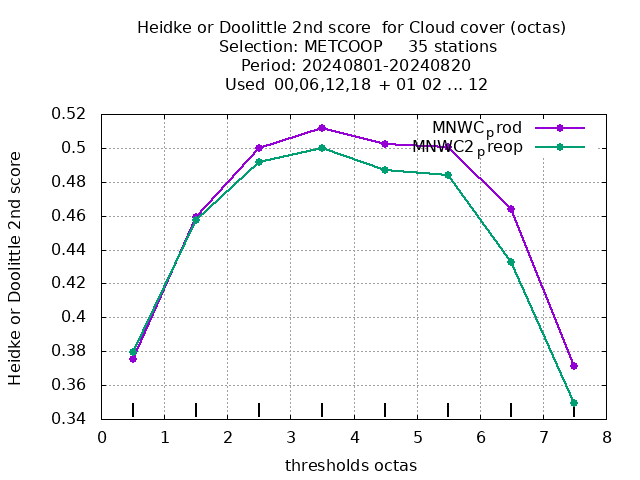 Heidke or Doolittle 2nd score  for Cloud cover (octas)
Selection: METCOOP     35 stations
Period: 20240801-20240820
Used  00,06,12,18 + 01 02 ... 12
Heidke or Doolittle 2nd score
0.52
0.5
0.48
0.46
0.44
0.42
0.4
0.38
0.36
0.34
MNWCprod
MNWC2preop
0 1 2 3 4 5 6 7 8
thresholds octas